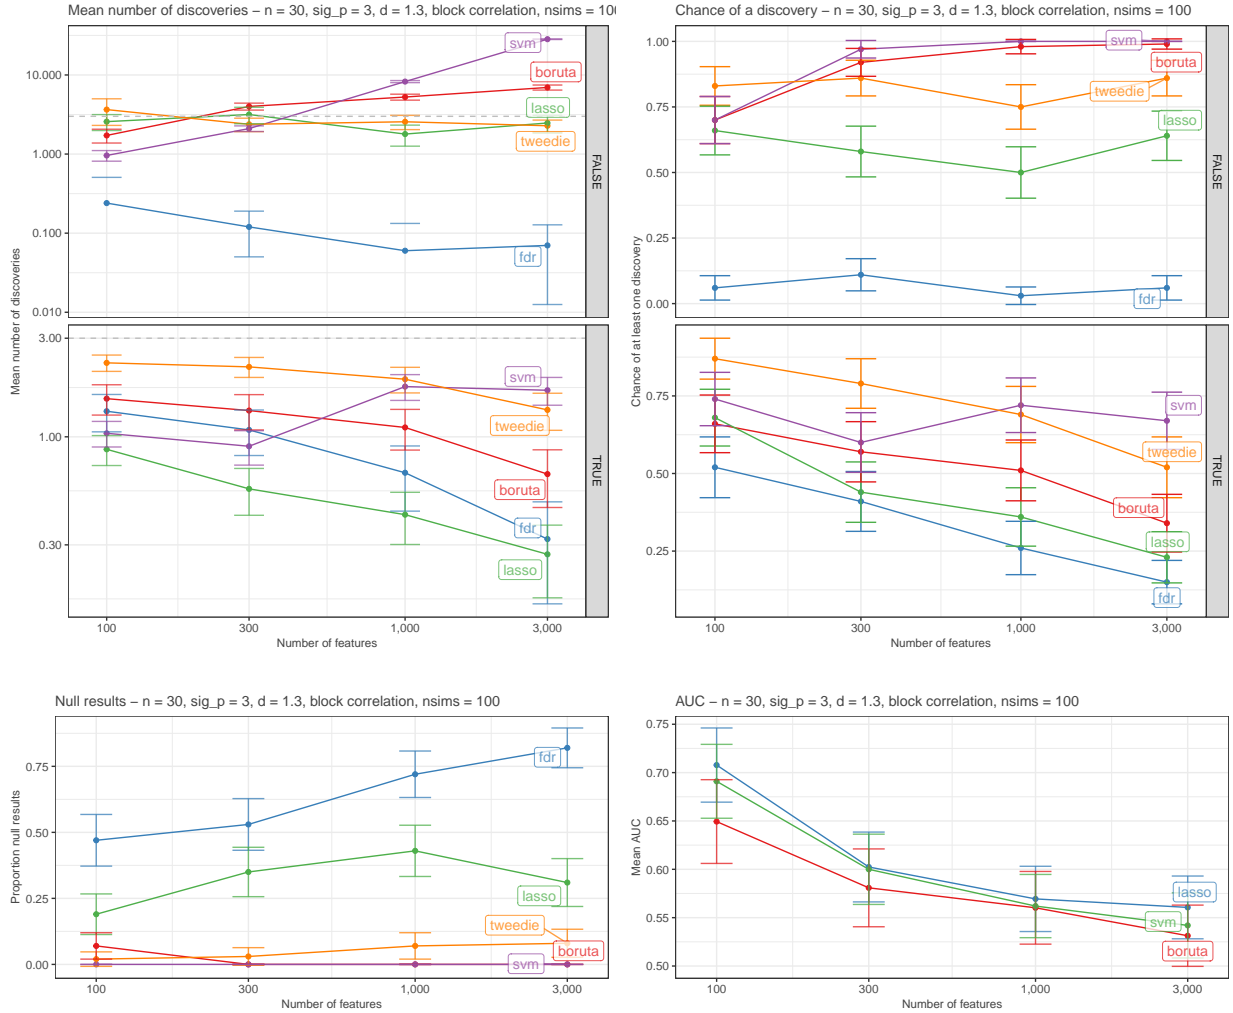 Mean number of discoveries – n = 30, sig_p = 3, d = 1.3, block correlation, nsims = 10
Mean number of discoveries
10.000
1.000
0.100
0.010
svm
boruta
lasso
tweedie
fdr
FALSE
3.00
1.00
0.30
svm
tweedie
boruta
fdr
lasso
TRUE
100
300
1,000
3,000
Number of features
Chance of a discovery – n = 30, sig_p = 3, d = 1.3, block correlation, nsims = 100
Chance of at least one discovery
1.00
0.75
0.50
0.25
0.00
svm
boruta
tweedie
lasso
fdr
FALSE
0.75
0.50
0.25
svm
tweedie
boruta
lasso
fdr
TRUE
100
300
1,000
3,000
Number of features
Null results – n = 30, sig_p = 3, d = 1.3, block correlation, nsims = 100
Proportion null results
0.75
0.50
0.25
0.00
fdr
lasso
tweedie
boruta
svm
100
300
1,000
3,000
Number of features
AUC – n = 30, sig_p = 3, d = 1.3, block correlation, nsims = 100
Mean AUC
0.75
0.70
0.65
0.60
0.55
0.50
lasso
svm
boruta
100
300
1,000
3,000
Number of features